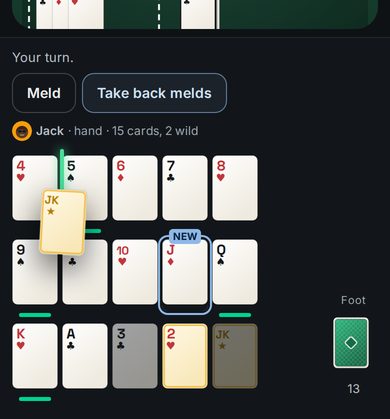 Your turn.
Meld
Take back melds
Jack · hand · 15 cards, 2 wild
4 5 6 7 8
JK
NEW
9 10 J Q
K A 3 2 JK
Foot
13